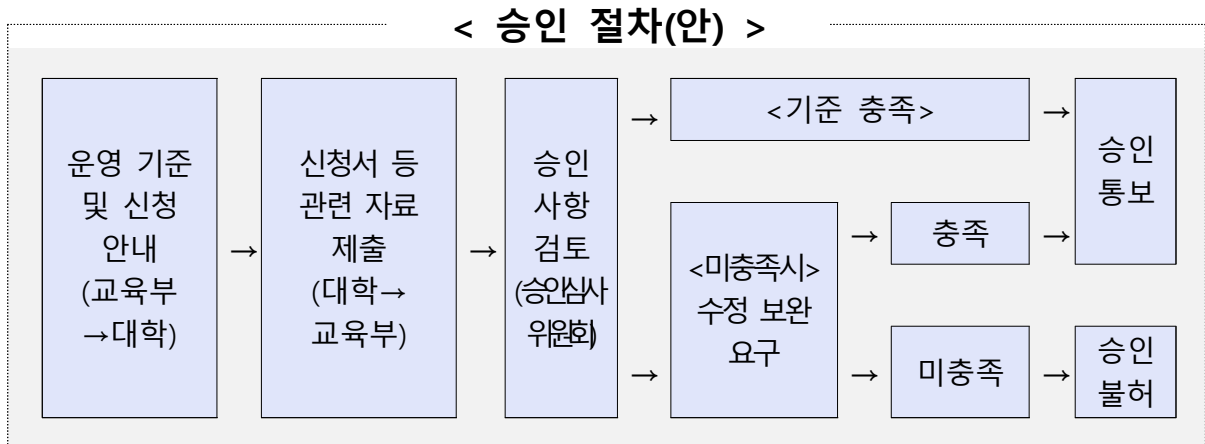 < 승인 절차(안) >
운영 기준
및 신청
안내
(교육부
→대학)
→
신청서 등
관련 자료
제출
(대학→
교육부)
→
승인
사항
검토
(승인심사
위원회)
→
<기준 충족>
→
승인
통보
→
<미충족시>
수정 보완
요구
→
충족
→
→
미충족
→
승인
불허